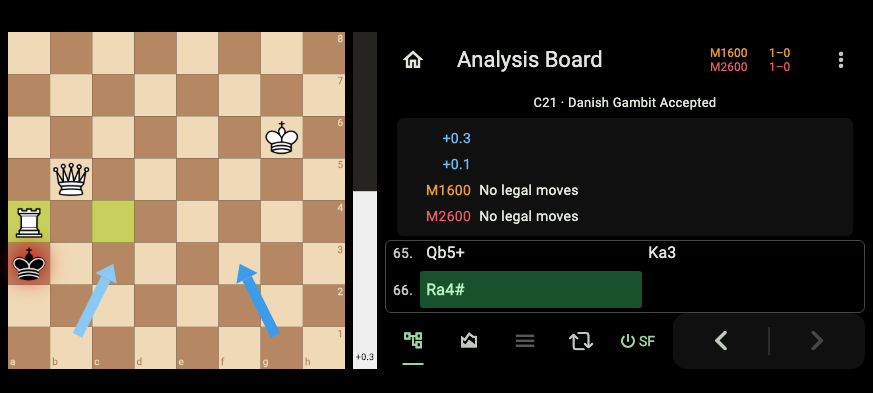 8
7
6
5
4
3
2
1
a b c d e f g h
+0.3
Analysis Board
M1600 1-0
M2600 1-0
C21 · Danish Gambit Accepted
+0.3
+0.1
M1600 No legal moves
M2600 No legal moves
65. Qb5+ Ka3
66. Ra4#
SF